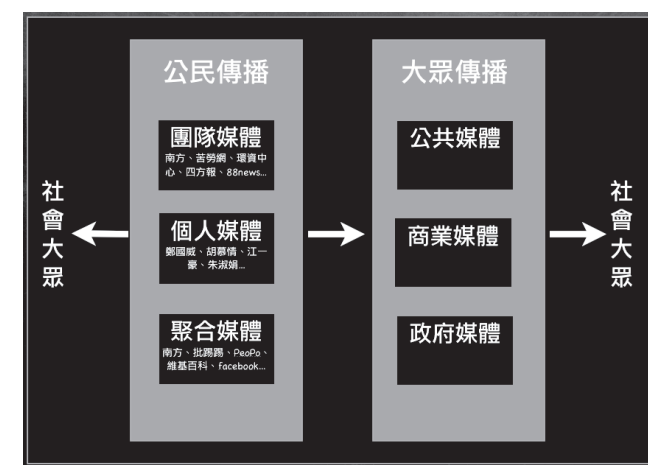 社會大眾
公民傳播
團隊媒體
南方、苦勞網、環資中
心、四方報、88news...
個人媒體
鄭國威、胡慕情、江一
豪、朱淑娟...
聚合媒體
南方、批踢踢、PeoPo、
維基百科、facebook...
大眾傳播
公共媒體
商業媒體
政府媒體
社會大眾